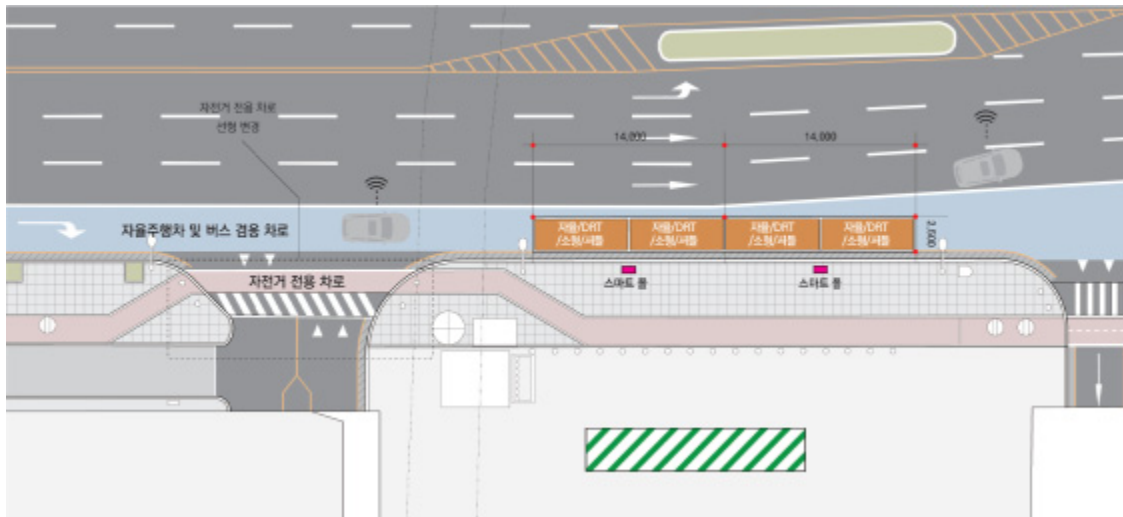 자전거 전용 차로
선형 변경
14,000
14,000
자율주행차 및 버스 겸용 차로
자율/DRT
/소형/셔틀
자율/DRT
/소형/셔틀
자율/DRT
/소형/셔틀
자율/DRT
/소형/셔틀
2,500
자전거 전용 차로
스마트 폴
스마트 폴